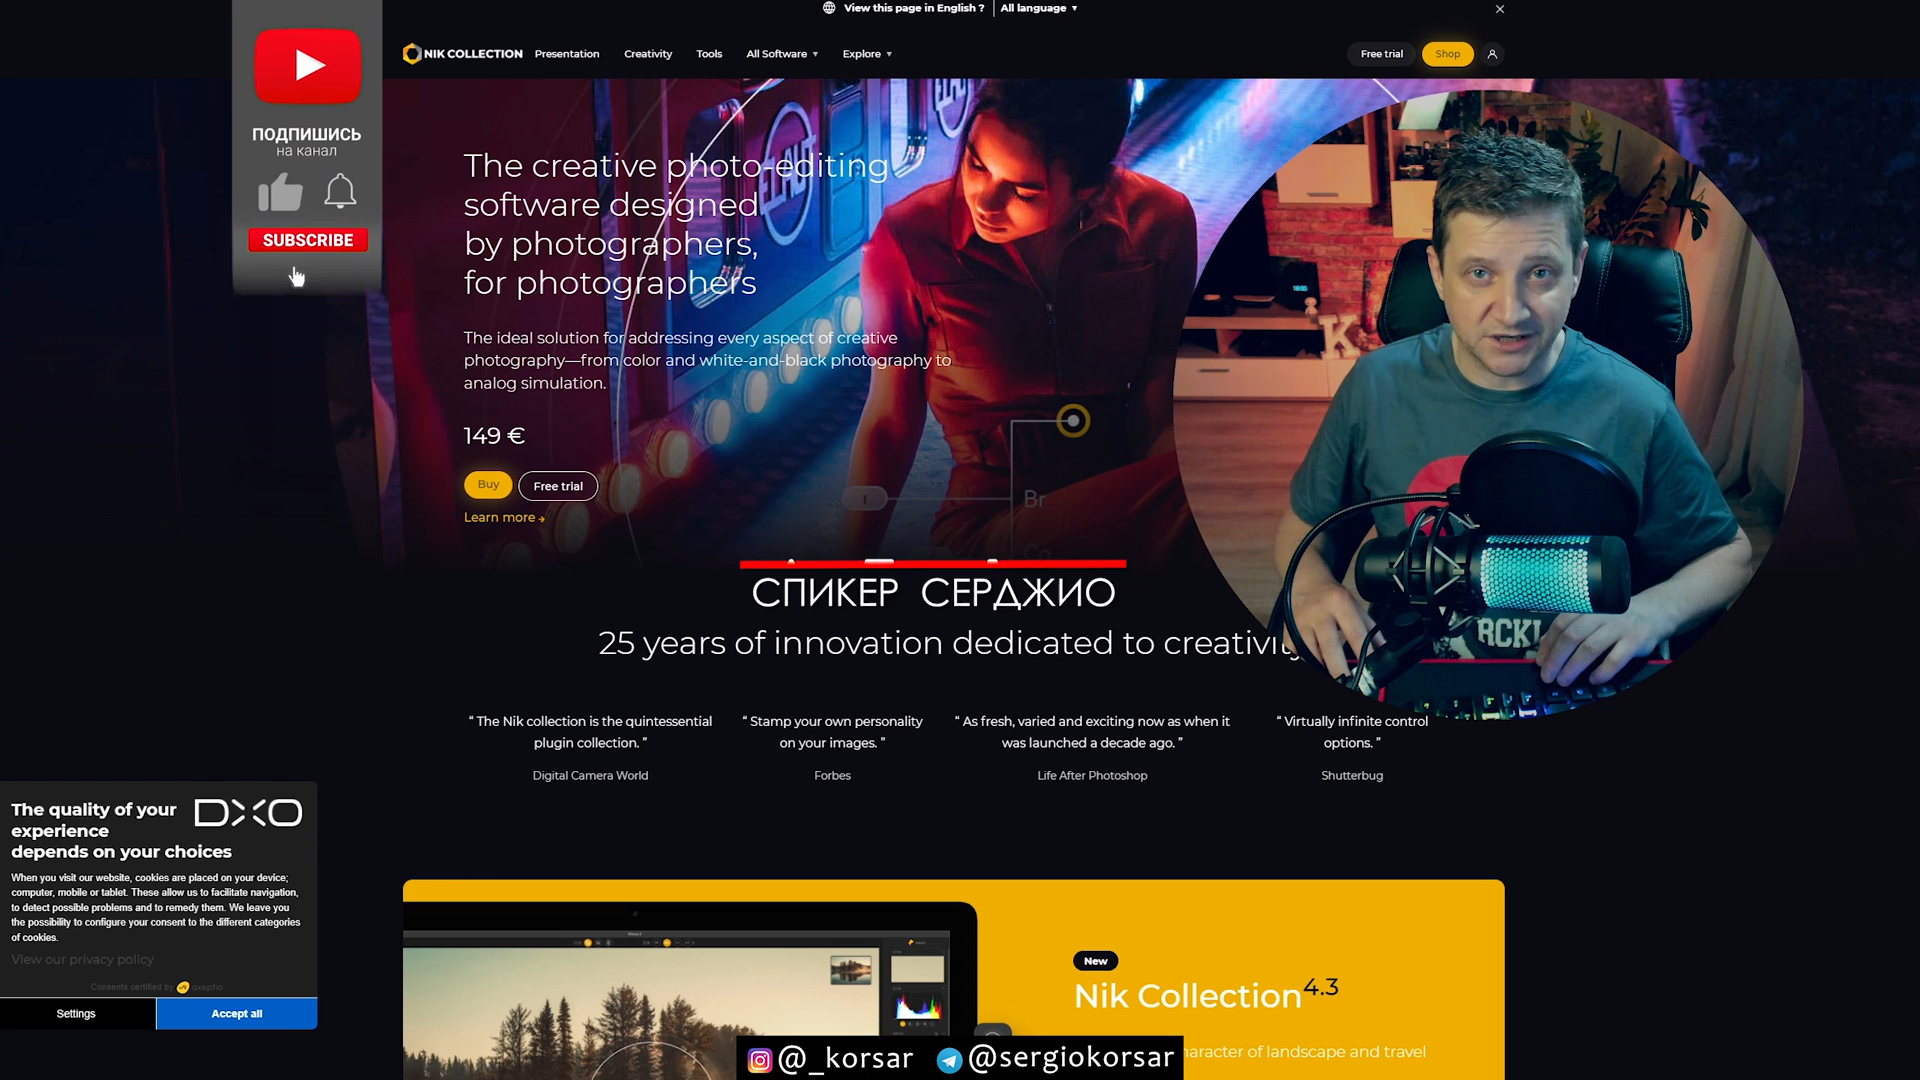 View this page in English ? All language
NIK COLLECTION Presentation Creativity Tools All Software Explore Free trial Shop
ПОДПИШИСЬ
на канал
SUBSCRIBE
The creative photo-editing
software designed
by photographers,
for photographers
The ideal solution for addressing every aspect of creative
photography—from color and white-and-black photography to
analog simulation.
149 €
Buy Free trial
Learn more
Br
Co
СПИКЕР СЕРДЖИО
25 years of innovation dedicated to creativity
RCKL
“ The Nik collection is the quintessential
plugin collection. ”
Digital Camera World
“ Stamp your own personality
on your images. ”
Forbes
“ As fresh, varied and exciting now as when it
was launched a decade ago. ”
Life After Photoshop
“ Virtually infinite control
options. ”
Shutterbug
DXO
The quality of your
experience
depends on your choices
When you visit our website, cookies are placed on your device;
computer, mobile or tablet. These allow us to facilitate navigation,
to detect possible problems and to remedy them. We leave you
the possibility to configure your consent to the different categories
of cookies.
View our privacy policy
Consents certified by axeptio
Settings Accept all
New
Nik Collection 4.3
haracter of landscape and travel
@_korsar @sergiokorsar